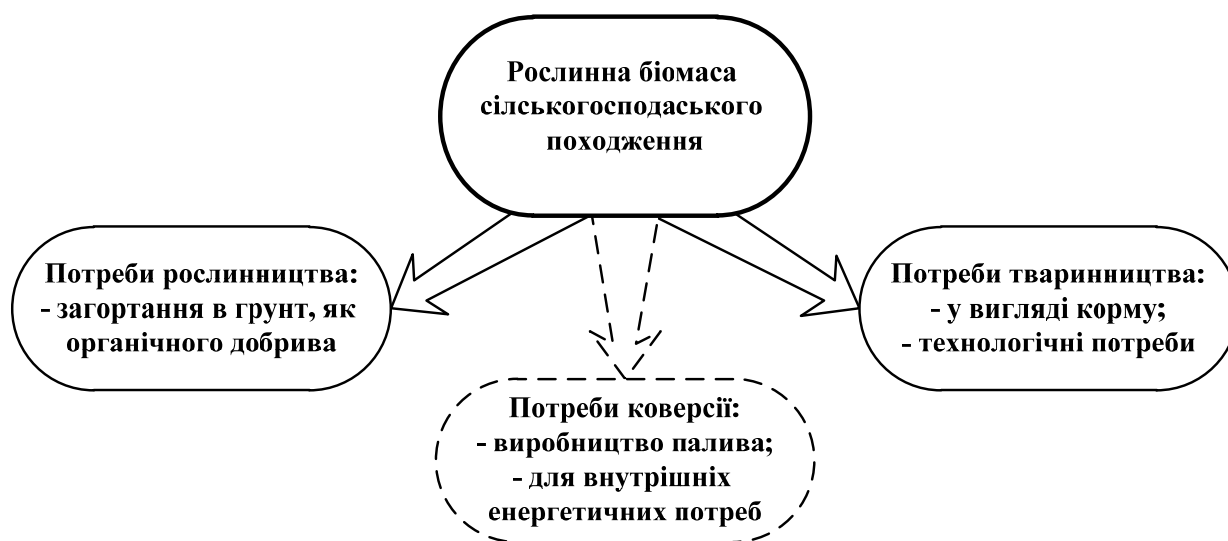 Рослинна біомаса
сілськогосподаського
походження
Потреби рослинництва:
- загортання в грунт, як
органічного добрива
Потреби тваринництва:
- у вигляді корму;
- технологічні потреби
Потреби коверсії:
- виробництво палива;
- для внутрішніх
енергетичних потреб